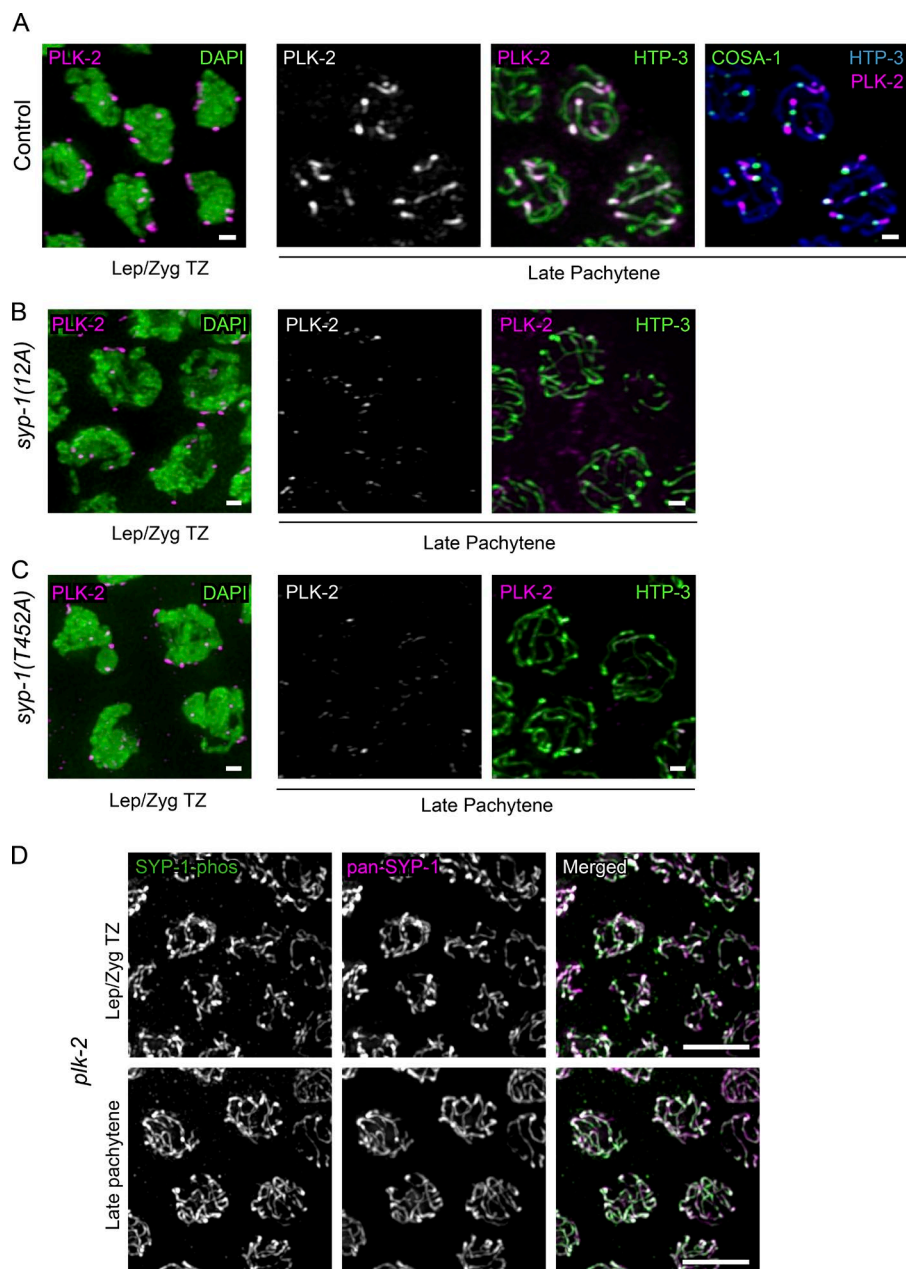 A
Control
PLK-2 DAPI
PLK-2
PLK-2 HTP-3
COSA-1 HTP-3
PLK-2
Lep/Zyg TZ
Late Pachytene
B
syp-1(12A)
PLK-2 DAPI
PLK-2
PLK-2 HTP-3
Lep/Zyg TZ
Late Pachytene
C
syp-1(T452A)
PLK-2 DAPI
PLK-2
PLK-2 HTP-3
Lep/Zyg TZ
Late Pachytene
D
plk-2
SYP-1-phos
pan-SYP-1
Merged
Lep/Zyg TZ
Late pachytene